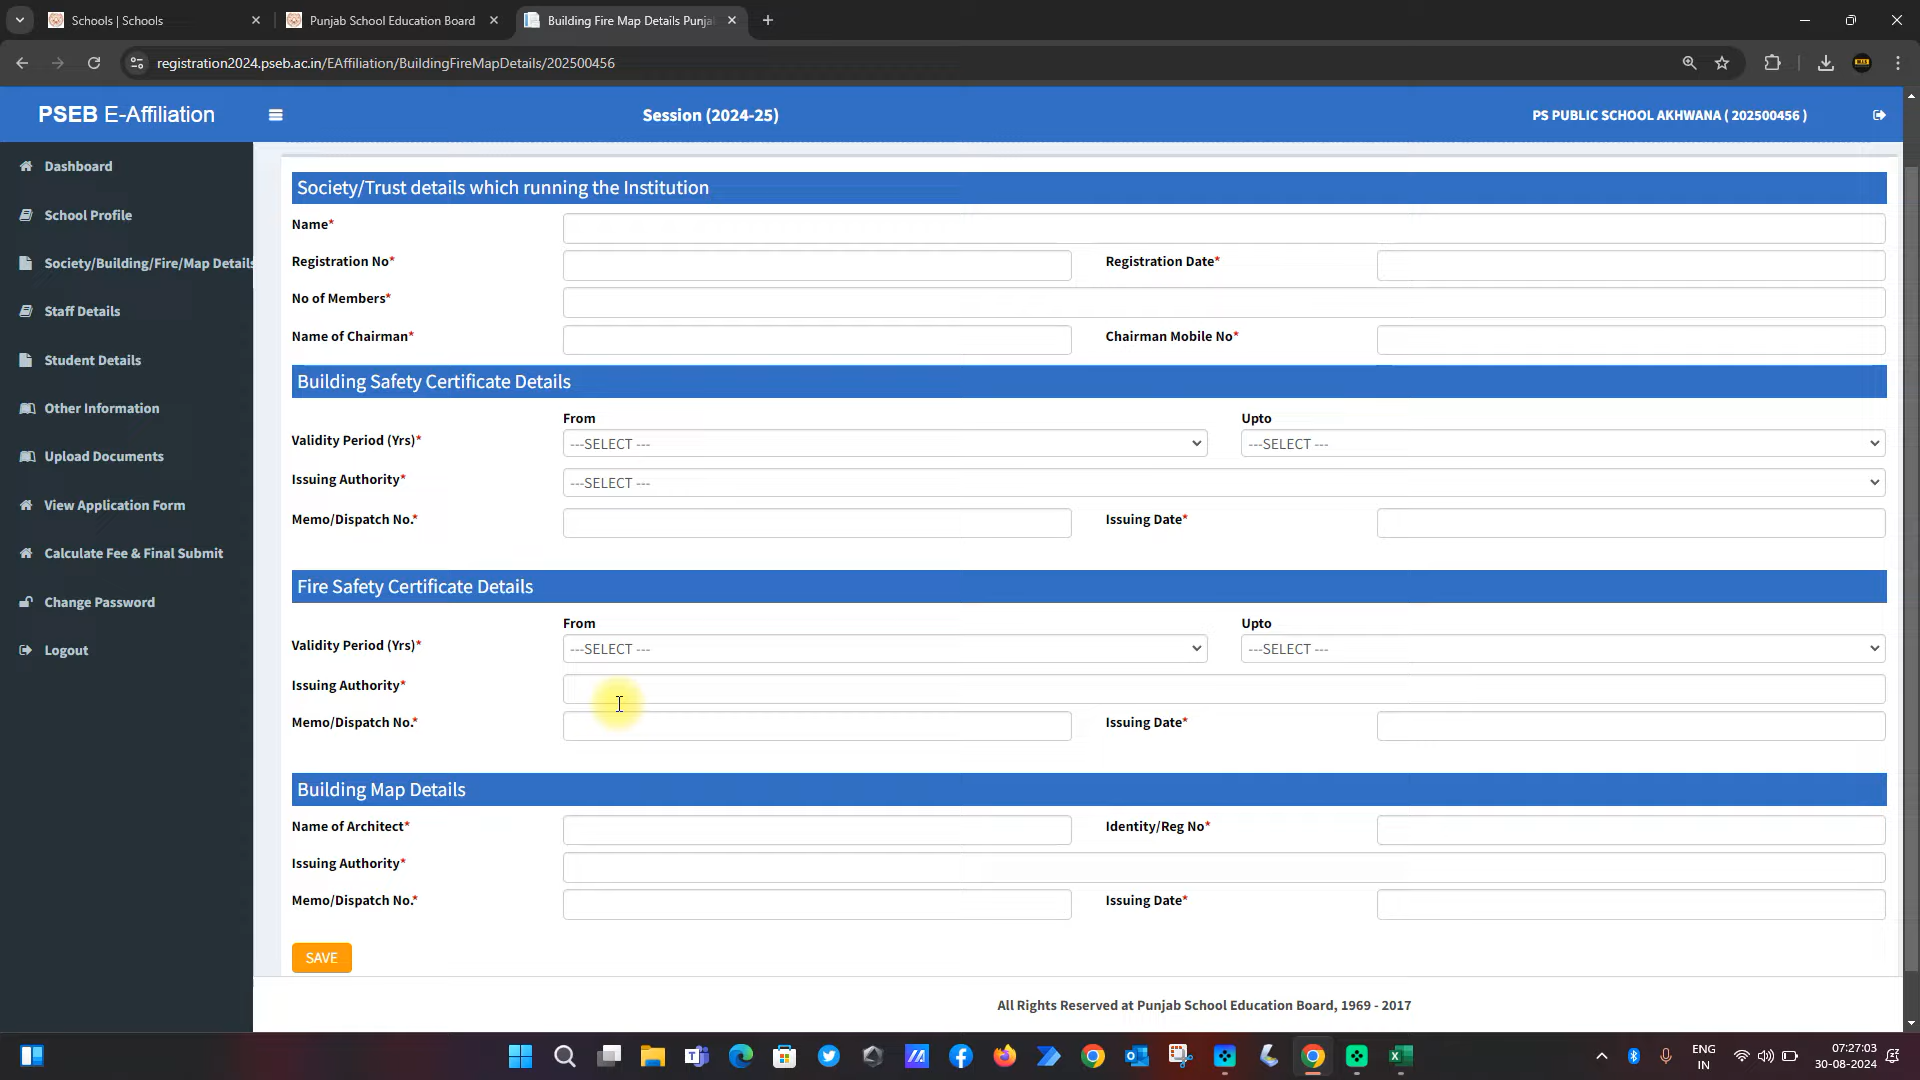 Schools | Schools
Punjab School Education Board
Building Fire Map Details Punja
registration2024.pseb.ac.in/EAffiliation/BuildingFireMapDetails/202500456
PSEB E-Affiliation
Session (2024-25)
PS PUBLIC SCHOOL AKHWANA ( 202500456 )
Dashboard
School Profile
Society/Building/Fire/Map Details
Staff Details
Student Details
Other Information
Upload Documents
View Application Form
Calculate Fee & Final Submit
Change Password
Logout
Society/Trust details which running the Institution
Name*
Registration No*
Registration Date*
No of Members*
Name of Chairman*
Chairman Mobile No*
Building Safety Certificate Details
From
Upto
Validity Period (Yrs)*
---SELECT ---
---SELECT ---
Issuing Authority*
---SELECT ---
Memo/Dispatch No.*
Issuing Date*
Fire Safety Certificate Details
From
Upto
Validity Period (Yrs)*
---SELECT ---
---SELECT ---
Issuing Authority*
Memo/Dispatch No.*
Issuing Date*
Building Map Details
Name of Architect*
Identity/Reg No*
Issuing Authority*
Memo/Dispatch No.*
Issuing Date*
SAVE
All Rights Reserved at Punjab School Education Board, 1969 - 2017
ENG
IN
07:27:03
30-08-2024